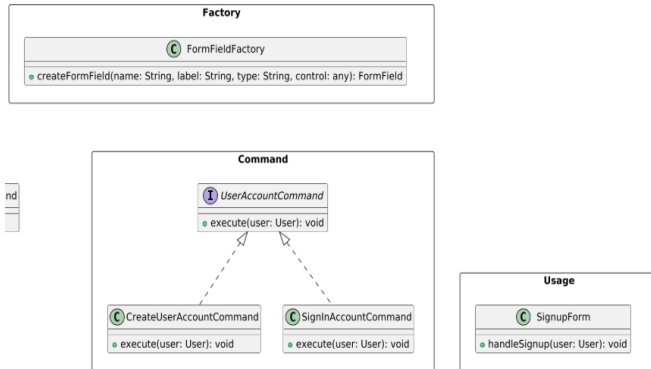 Factory
C FormFieldFactory
createFormField(name: String, label: String, type: String, control: any): FormField
Command
nd
I UserAccountCommand
execute(user: User): void
Usage
C CreateUserAccountCommand
C SignInAccountCommand
C SignupForm
execute(user: User): void
execute(user: User): void
handleSignup(user: User): void